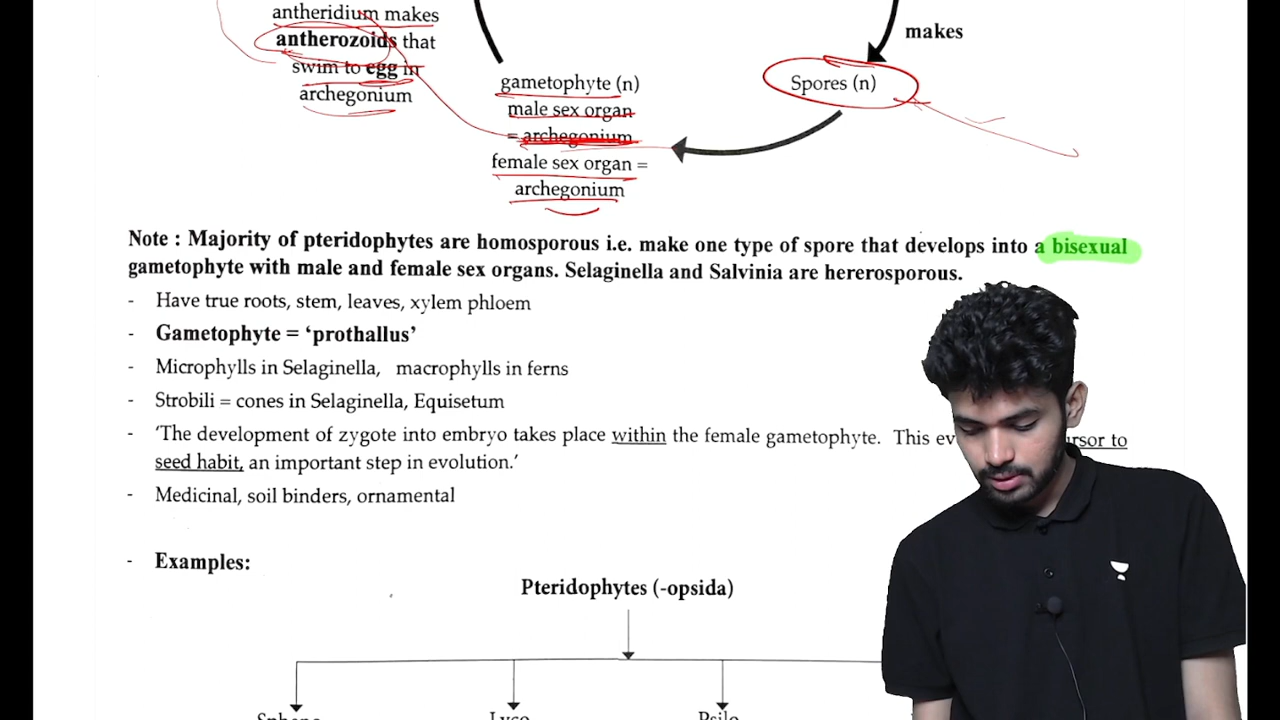 antheridium makes
antherozoids that
swim to egg in
archegonium
makes
Spores (n)
gametophyte (n)
male sex organ
= archegonium
female sex organ =
archegonium
Note : Majority of pteridophytes are homosporous i.e. make one type of spore that develops into a bisexual
gametophyte with male and female sex organs. Selaginella and Salvinia are hererosporous.
- Have true roots, stem, leaves, xylem phloem
- Gametophyte = ‘prothallus’
- Microphylls in Selaginella, macrophylls in ferns
- Strobili = cones in Selaginella, Equisetum
- ‘The development of zygote into embryo takes place within the female gametophyte. This ev rsor to
seed habit, an important step in evolution.’
- Medicinal, soil binders, ornamental
- Examples:
Pteridophytes (-opsida)
Spheno Lyco Psilo